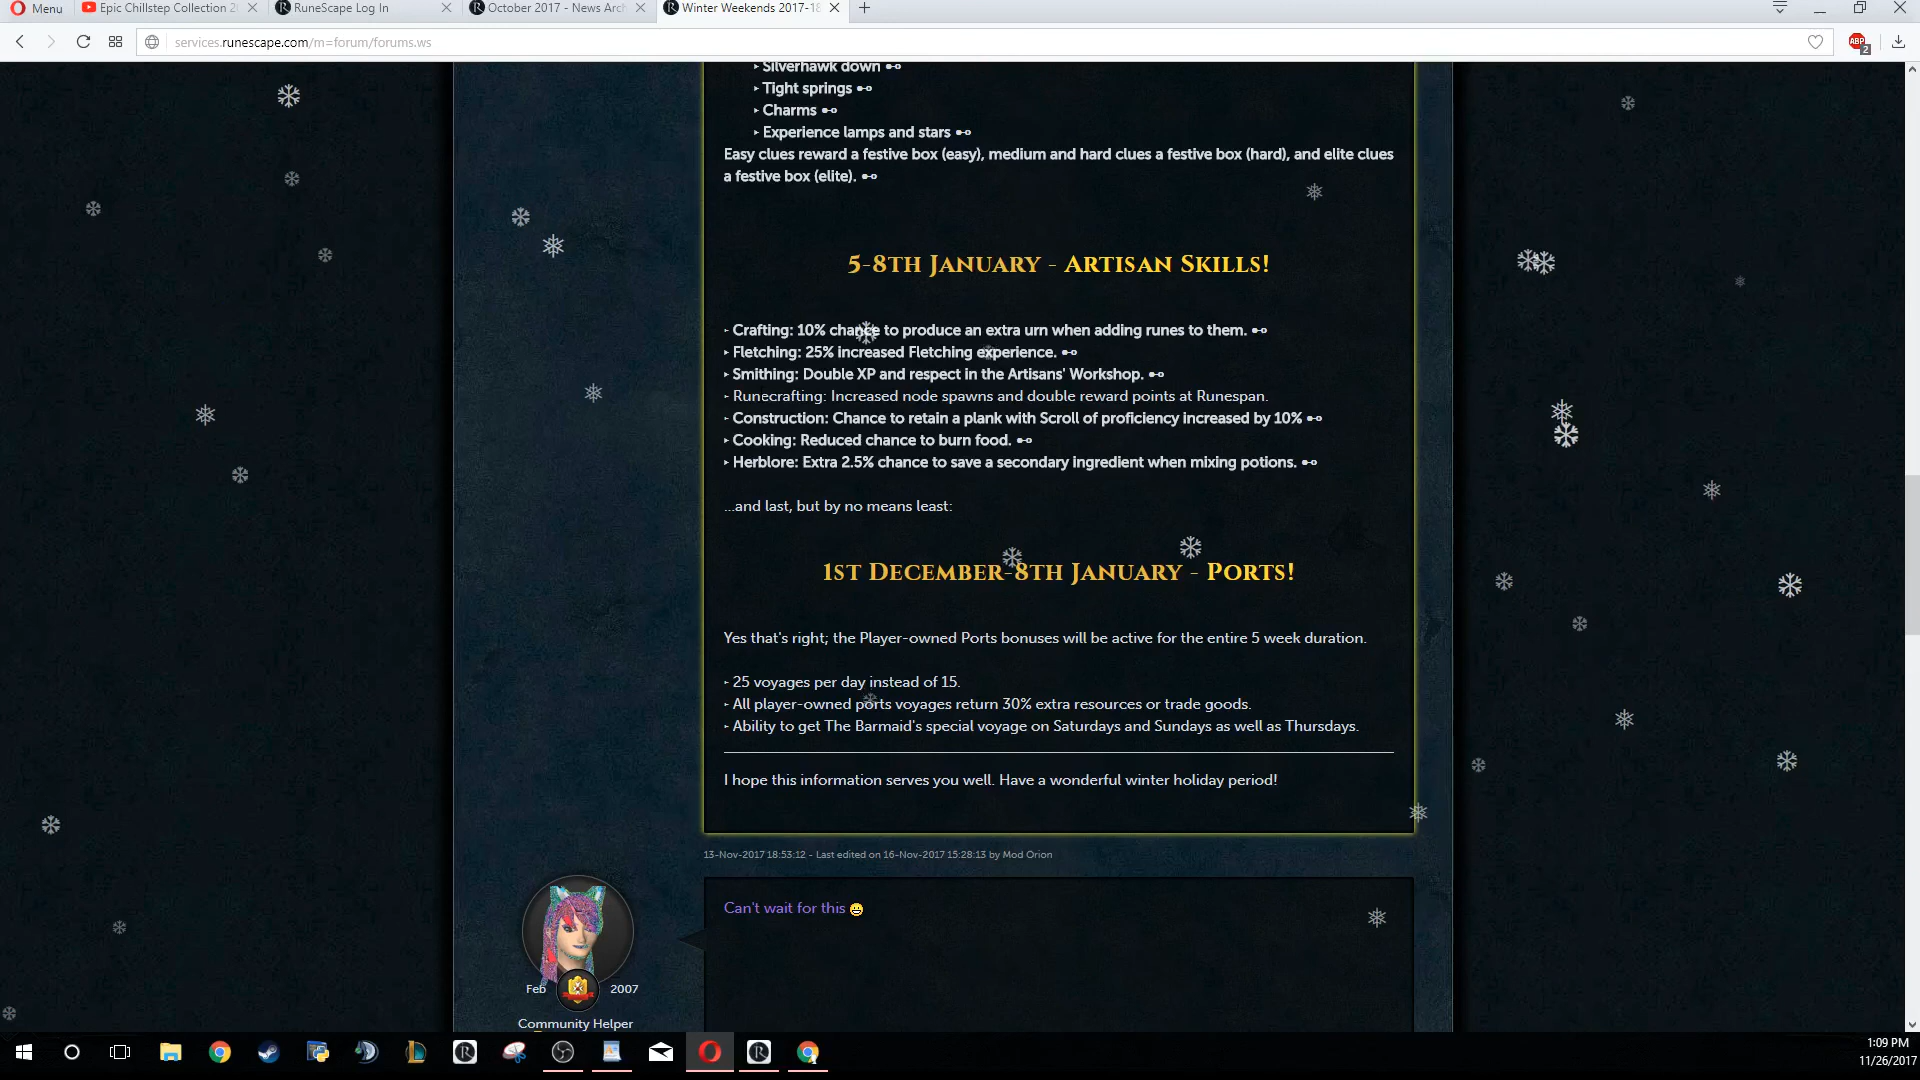 Menu
Epic Chillstep Collection 2
RuneScape Log In
October 2017 - News Arch
Winter Weekends 2017-18
services.runescape.com/m=forum/forums.ws
ABP
2
‣ Silverhawk down
‣ Tight springs
‣ Charms
‣ Experience lamps and stars
Easy clues reward a festive box (easy), medium and hard clues a festive box (hard), and elite clues
a festive box (elite).
5-8th January - Artisan Skills!
‣ Crafting: 10% chance to produce an extra urn when adding runes to them.
‣ Fletching: 25% increased Fletching experience.
‣ Smithing: Double XP and respect in the Artisans' Workshop.
‣ Runecrafting: Increased node spawns and double reward points at Runespan.
‣ Construction: Chance to retain a plank with Scroll of proficiency increased by 10%
‣ Cooking: Reduced chance to burn food.
‣ Herblore: Extra 2.5% chance to save a secondary ingredient when mixing potions.
...and last, but by no means least:
1st December-8th January - Ports!
Yes that's right; the Player-owned Ports bonuses will be active for the entire 5 week duration.
‣ 25 voyages per day instead of 15.
‣ All player-owned ports voyages return 30% extra resources or trade goods.
‣ Ability to get The Barmaid's special voyage on Saturdays and Sundays as well as Thursdays.
I hope this information serves you well. Have a wonderful winter holiday period!
13-Nov-2017 18:53:12 - Last edited on 16-Nov-2017 15:28:13 by Mod Orion
Can't wait for this
Feb 2007
Community Helper
1:09 PM
11/26/2017